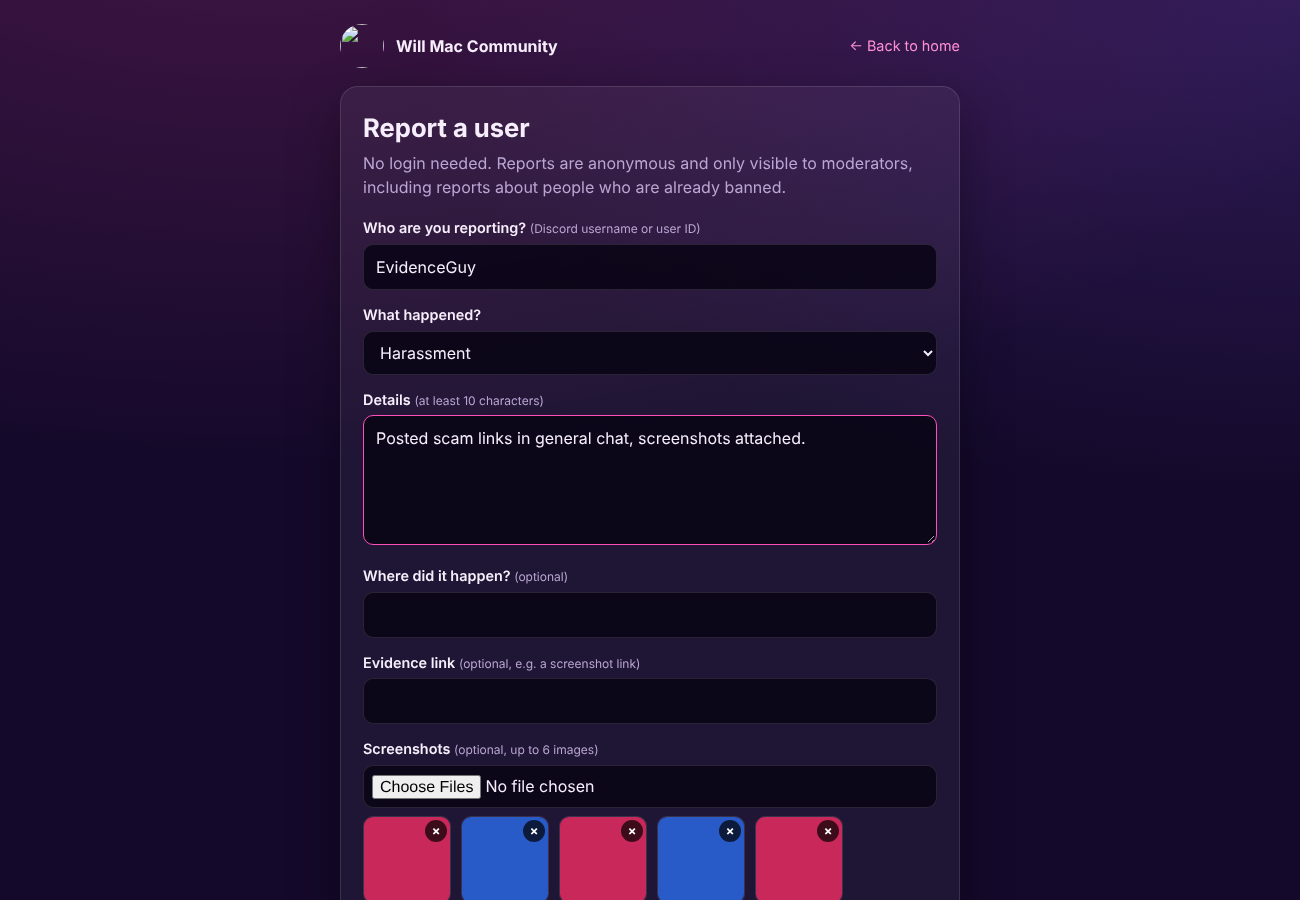 Will Mac Community
← Back to home
Report a user
No login needed. Reports are anonymous and only visible to moderators,
including reports about people who are already banned.
Who are you reporting? (Discord username or user ID)
EvidenceGuy
What happened?
Harassment
Details (at least 10 characters)
Posted scam links in general chat, screenshots attached.
Where did it happen? (optional)
Evidence link (optional, e.g. a screenshot link)
Screenshots (optional, up to 6 images)
Choose Files No file chosen
× × × × ×